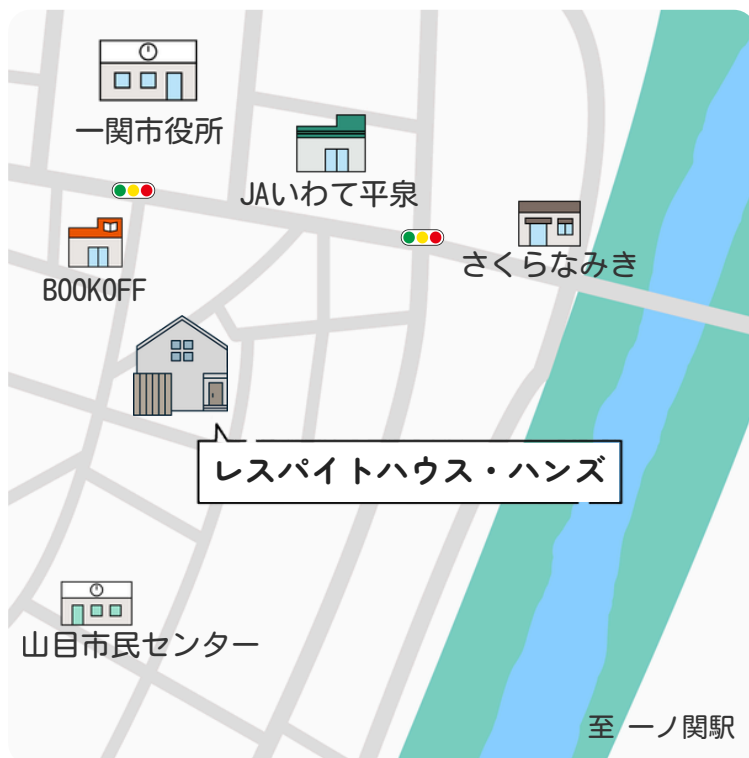 一関市役所
JAいわて平泉
さくらなみき
BOOKOFF
レスパイトハウス・ハンズ
山目市民センター
至 一ノ関駅